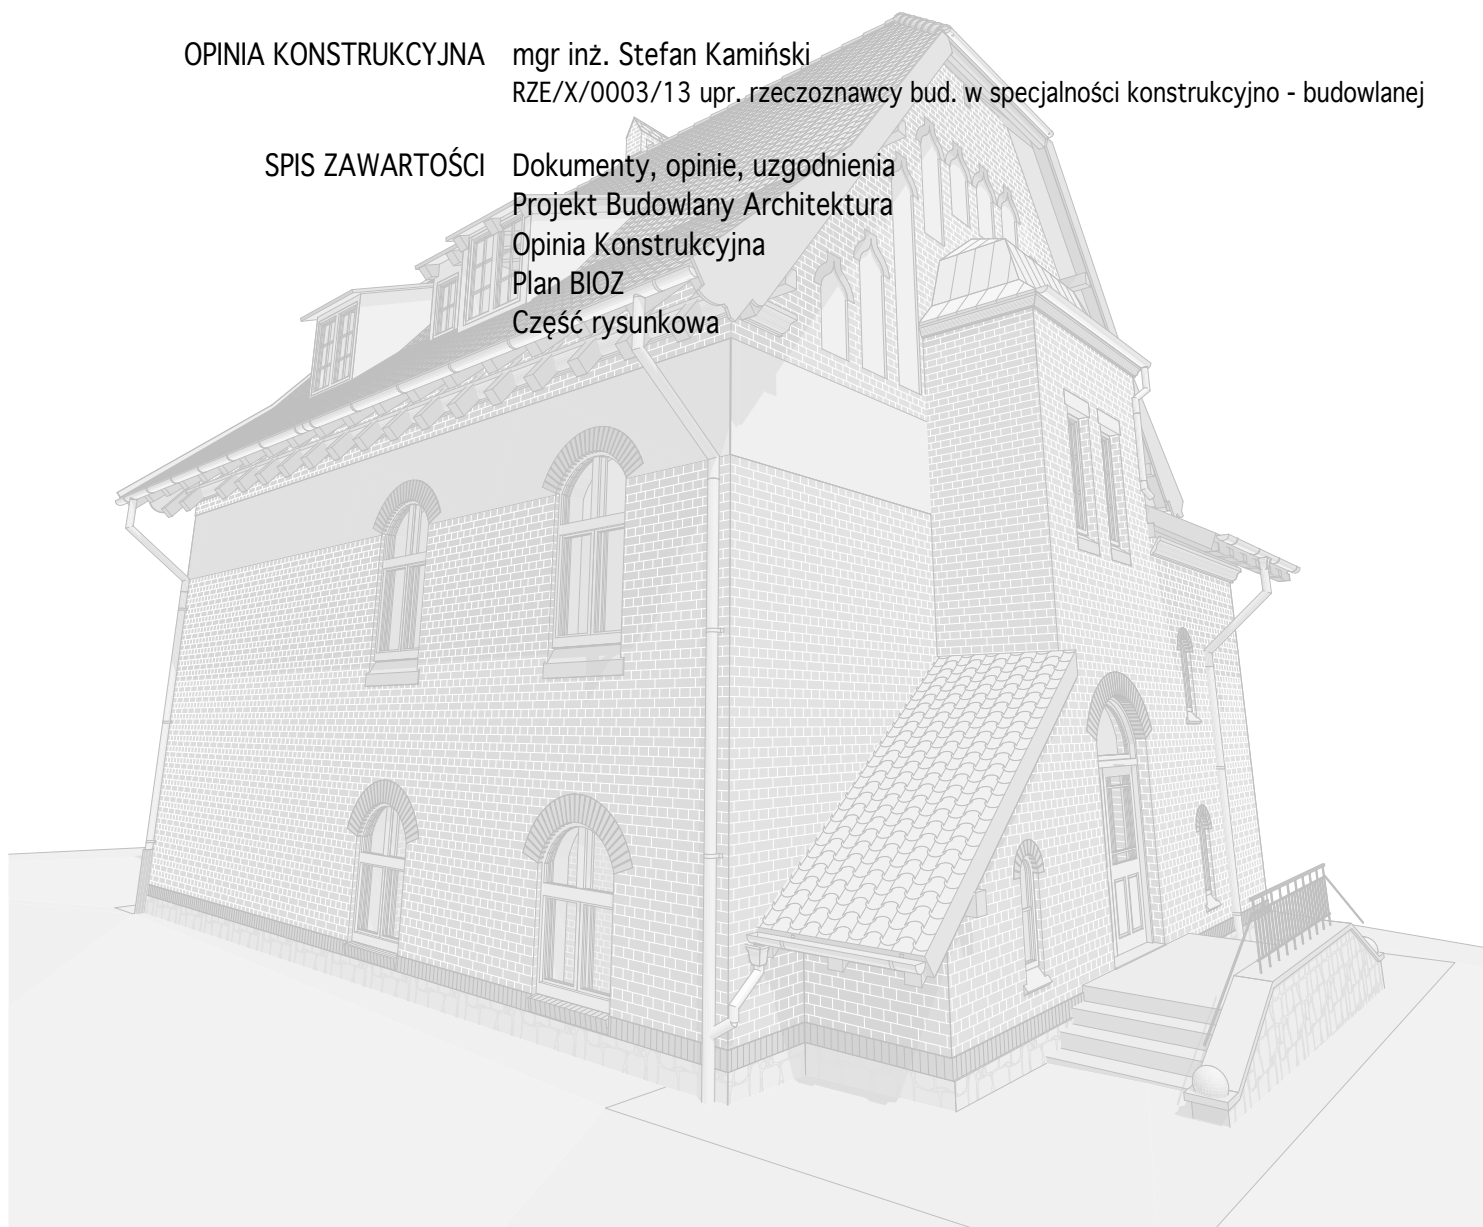 OPINIA KONSTRUKCYJNA mgr inż. Stefan Kamiński
RZE/X/0003/13 upr. rzeczoznawcy bud. w specjalności konstrukcyjno - budowlanej
SPIS ZAWARTOŚCI Dokumenty, opinie, uzgodnienia
Projekt Budowlany Architektura
Opinia Konstrukcyjna
Plan BIOZ
Część rysunkowa